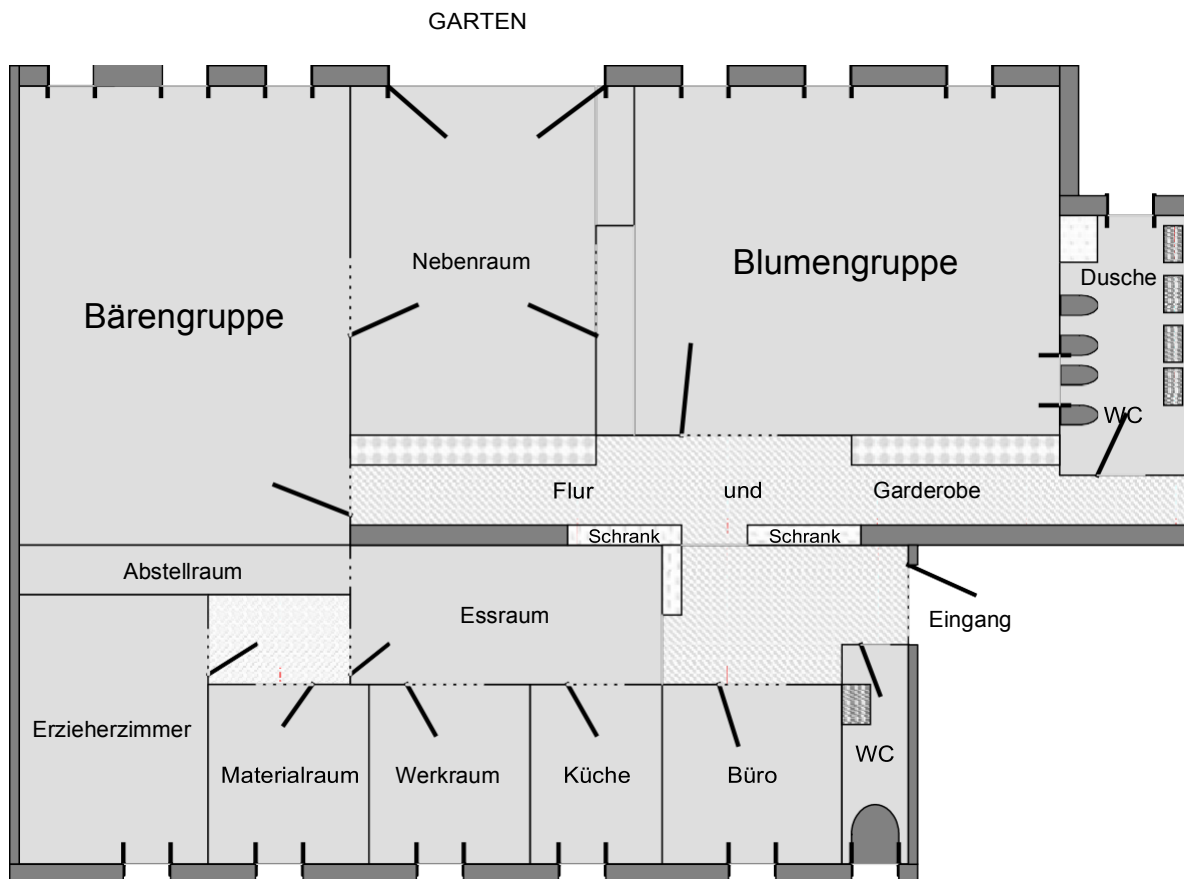 GARTEN
Nebenraum
Blumengruppe
Bärengruppe
Dusche
WC
Flur und Garderobe
Schrank
Schrank
Abstellraum
Essraum
Eingang
Erzieherzimmer
Materialraum
Werkraum
Küche
Büro
WC